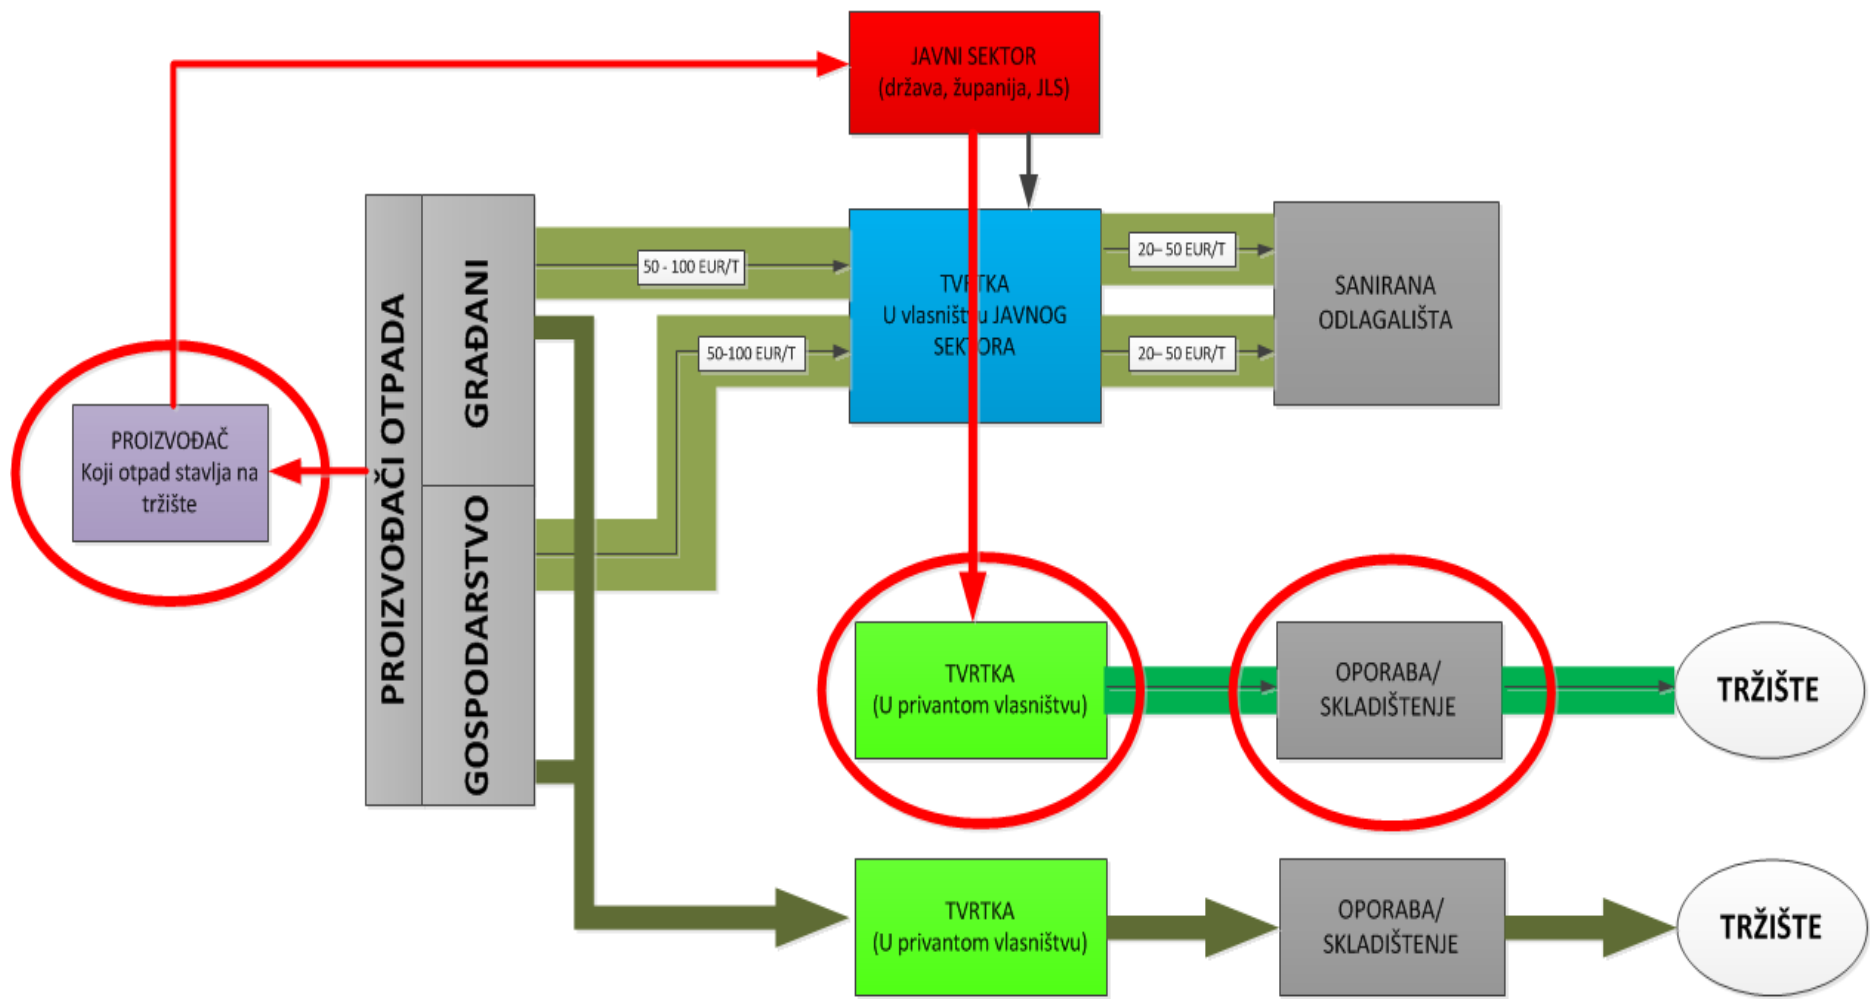 JAVNI SEKTOR
(država, županija, JLS)
PROIZVOĐAČ
Koji otpad stavlja na
tržište
PROIZVOĐAČI OTPADA
GRAĐANI
GOSPODARSTVO
50 - 100 EUR/T
50-100 EUR/T
TVRTKA
U vlasništvu JAVNOG
SEKTORA
20– 50 EUR/T
20– 50 EUR/T
SANIRANA
ODLAGALIŠTA
TVRTKA
(U privantom vlasništvu)
OPORABA/
SKLADIŠTENJE
TRŽIŠTE
TVRTKA
(U privantom vlasništvu)
OPORABA/
SKLADIŠTENJE
TRŽIŠTE